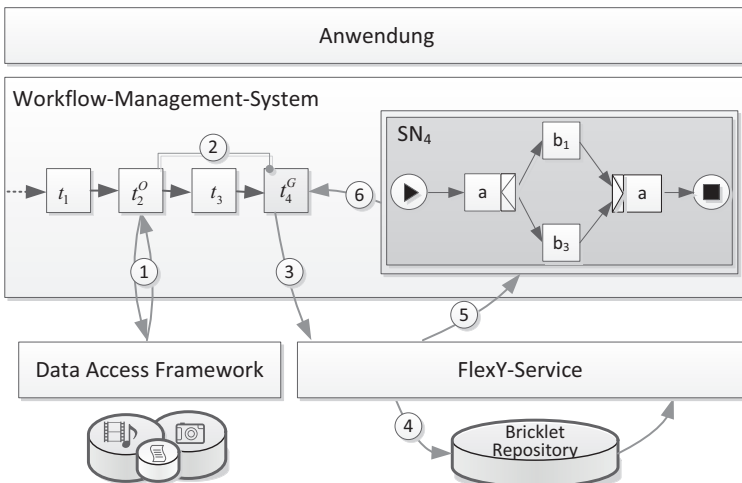 Anwendung
Workflow-Management-System
SN4
b1
2
t1
t2O
t3
t4G
6
a
a
b3
1
3
5
Data Access Framework
FlexY-Service
4
Bricklet
Repository